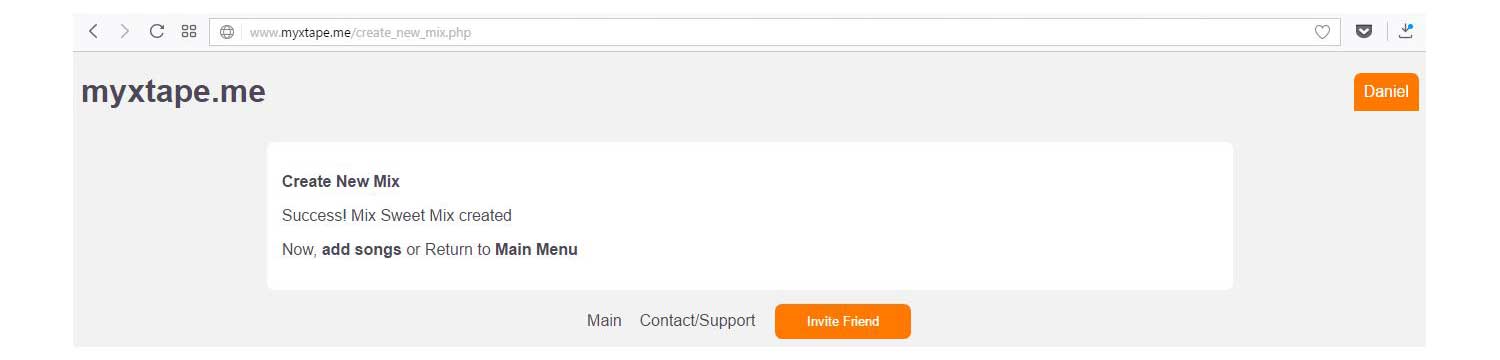 www.myxtape.me/create_new_mix.php
myxtape.me
Daniel
Create New Mix
Success! Mix Sweet Mix created
Now, add songs or Return to Main Menu
Main Contact/Support Invite Friend